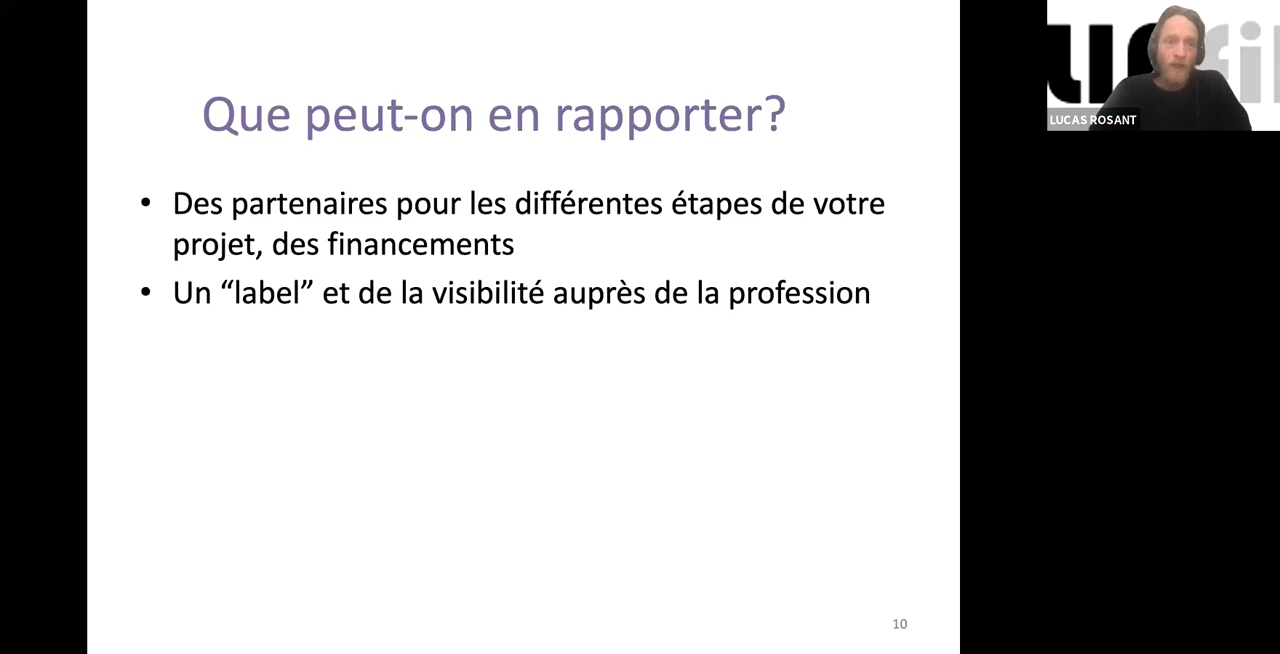 Que peut-on en rapporter?
• Des partenaires pour les différentes étapes de votre
projet, des financements
• Un “label” et de la visibilité auprès de la profession
10
LUCAS ROSANT